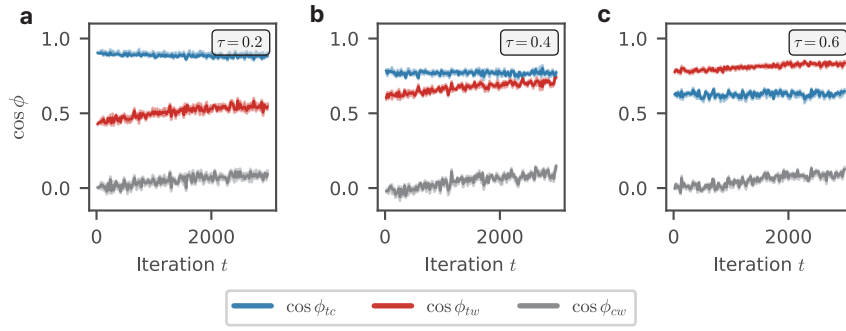 a
b
c
τ = 0.2
τ = 0.4
τ = 0.6
cos ϕ
1.0
0.5
0.0
1.0
0.5
0.0
1.0
0.5
0.0
0
2000
0
2000
0
2000
Iteration t
Iteration t
Iteration t
cos ϕ_tc
cos ϕ_tw
cos ϕ_cw